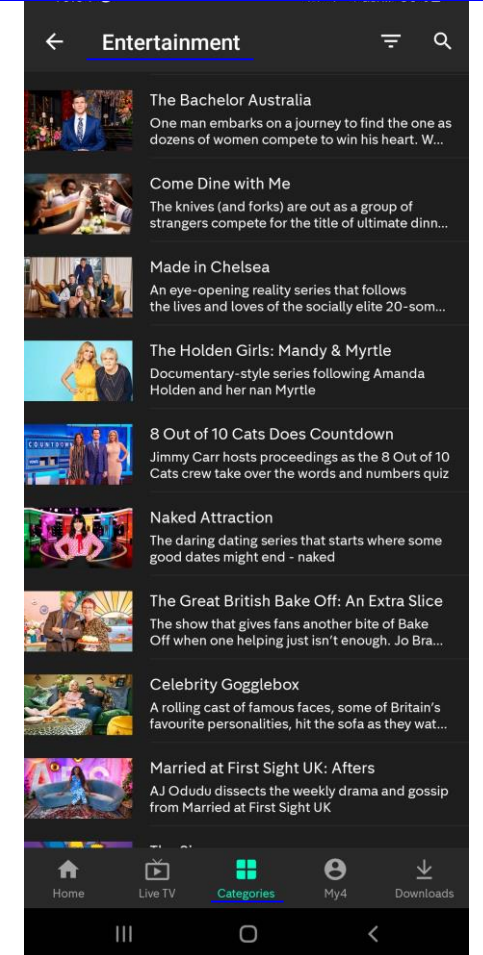 Entertainment
The Bachelor Australia
One man embarks on a journey to find the one as
dozens of women compete to win his heart. W...
Come Dine with Me
The knives (and forks) are out as a group of
strangers compete for the title of ultimate dinn...
Made in Chelsea
An eye-opening reality series that follows
the lives and loves of the socially elite 20-som...
The Holden Girls: Mandy & Myrtle
Documentary-style series following Amanda
Holden and her nan Myrtle
COUNTDOWN
8 Out of 10 Cats Does Countdown
Jimmy Carr hosts proceedings as the 8 Out of 10
Cats crew take over the words and numbers quiz
Naked Attraction
The daring dating series that starts where some
good dates might end - naked
The Great British Bake Off: An Extra Slice
The show that gives fans another bite of Bake
Off when one helping just isn't enough. Jo Bra...
Celebrity Gogglebox
A rolling cast of famous faces, some of Britain's
favourite personalities, hit the sofa as they wat...
Married at First Sight UK: Afters
AJ Odudu dissects the weekly drama and gossip
from Married at First Sight UK
Home
Live TV
Categories
My4
Downloads